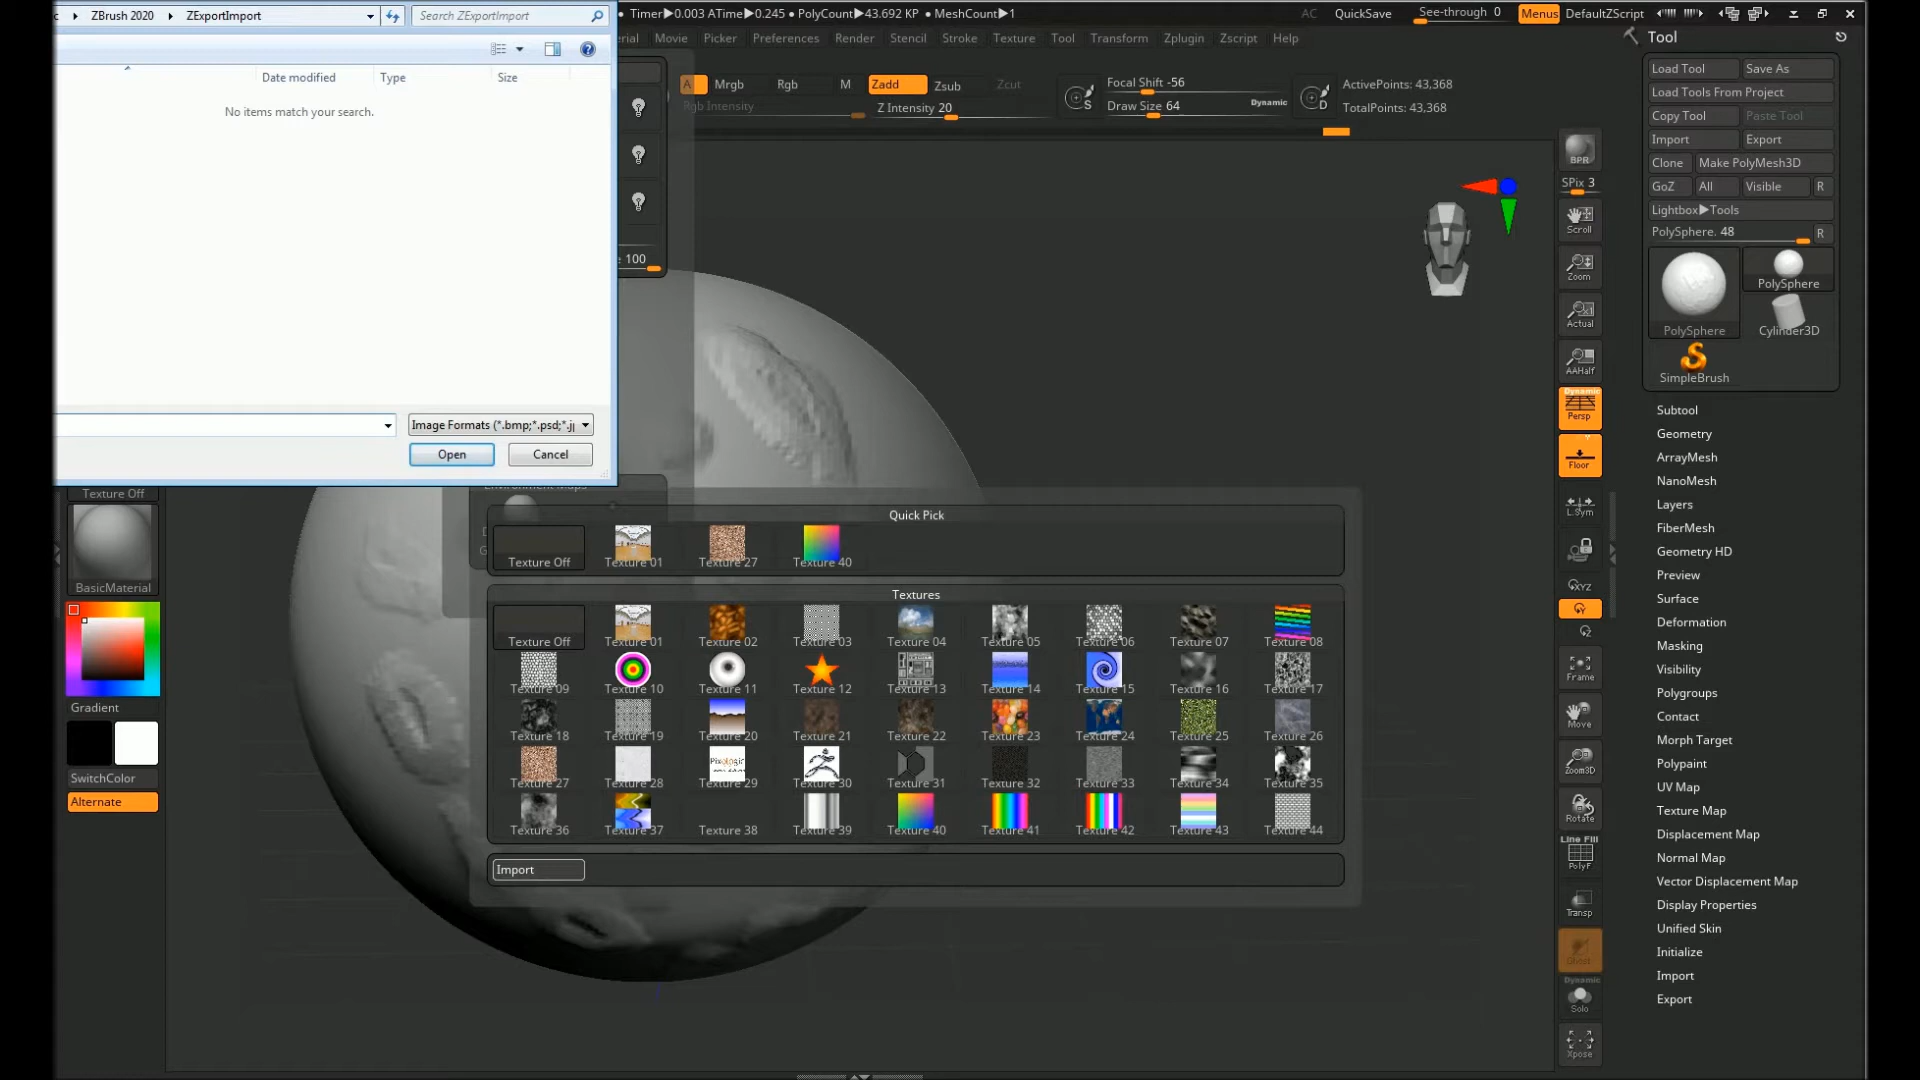 ZBrush 2020 ▶ ZExportImport
Search ZExportImport
Date modified
Type
Size
No items match your search.
Image Formats (*.bmp;*.psd;*.j
Open
Cancel
• Timer▶0.003 ATime▶0.245 • PolyCount▶43.692 KP • MeshCount▶1
AC
QuickSave
See-through 0
Menus
DefaultZScript
Movie
Picker
Preferences
Render
Stencil
Stroke
Texture
Tool
Transform
Zplugin
Zscript
Help
A
Mrgb
Rgb
M
Zadd
Zsub
Zcut
Rgb Intensity
Z Intensity 20
S
Focal Shift -56
Draw Size 64
Dynamic
D
ActivePoints: 43,368
TotalPoints: 43,368
100
Texture Off
BasicMaterial
Gradient
SwitchColor
Alternate
Quick Pick
Texture Off
Texture 01
Texture 27
Texture 40
Textures
Texture Off
Texture 01
Texture 02
Texture 03
Texture 04
Texture 05
Texture 06
Texture 07
Texture 08
Texture 09
Texture 10
Texture 11
Texture 12
Texture 13
Texture 14
Texture 15
Texture 16
Texture 17
Texture 18
Texture 19
Texture 20
Texture 21
Texture 22
Texture 23
Texture 24
Texture 25
Texture 26
Texture 27
Texture 28
Pixologic
Texture 29
Texture 30
Texture 31
Texture 32
Texture 33
Texture 34
Texture 35
Texture 36
Texture 37
Texture 38
Texture 39
Texture 40
Texture 41
Texture 42
Texture 43
Texture 44
Import
BPR
SPix 3
Scroll
Zoom
Actual
AAHalf
Dynamic
Persp
Floor
L.Sym
XYZ
Y
Z
Frame
Move
Zoom3D
Rotate
Line Fill
PolyF
Transp
Ghost
Dynamic
Solo
Xpose
Tool
Load Tool
Save As
Load Tools From Project
Copy Tool
Paste Tool
Import
Export
Clone
Make PolyMesh3D
GoZ
All
Visible
R
Lightbox▶Tools
PolySphere. 48
R
PolySphere
PolySphere
Cylinder3D
SimpleBrush
Subtool
Geometry
ArrayMesh
NanoMesh
Layers
FiberMesh
Geometry HD
Preview
Surface
Deformation
Masking
Visibility
Polygroups
Contact
Morph Target
Polypaint
UV Map
Texture Map
Displacement Map
Normal Map
Vector Displacement Map
Display Properties
Unified Skin
Initialize
Import
Export